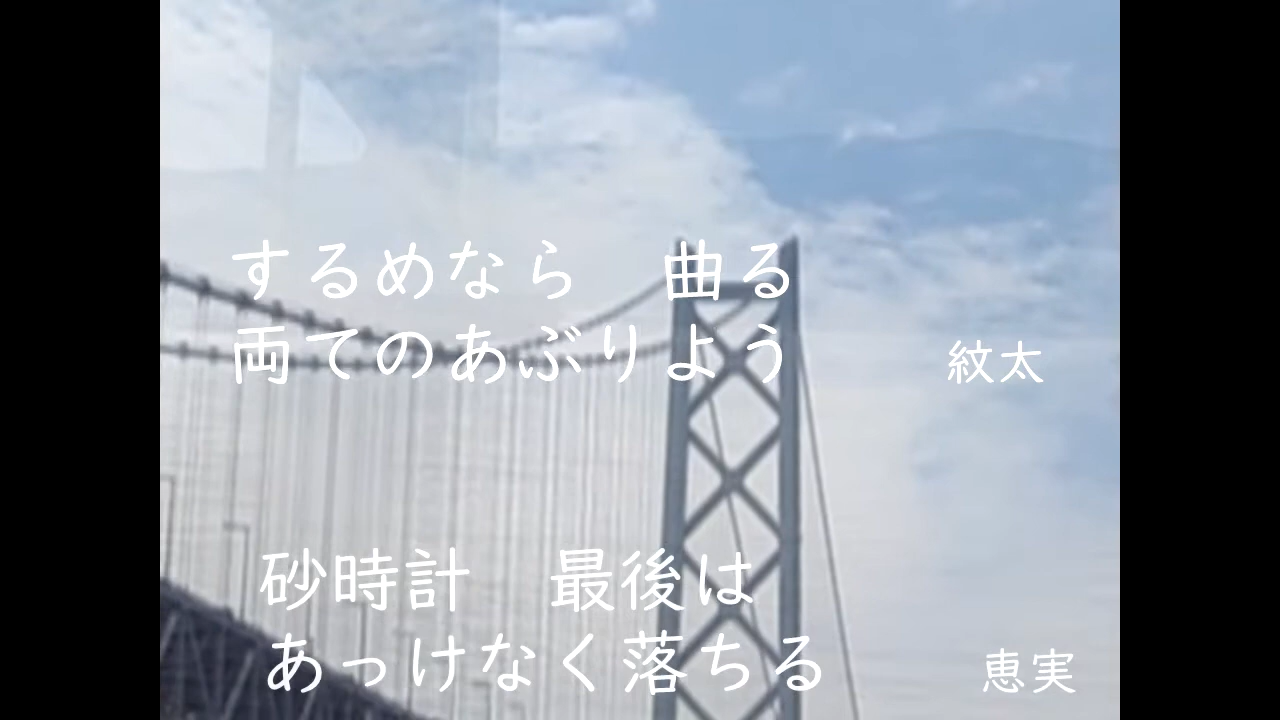 するめなら　曲る
両てのあぶりよう
紋太
砂時計　最後は
あっけなく落ちる
恵実